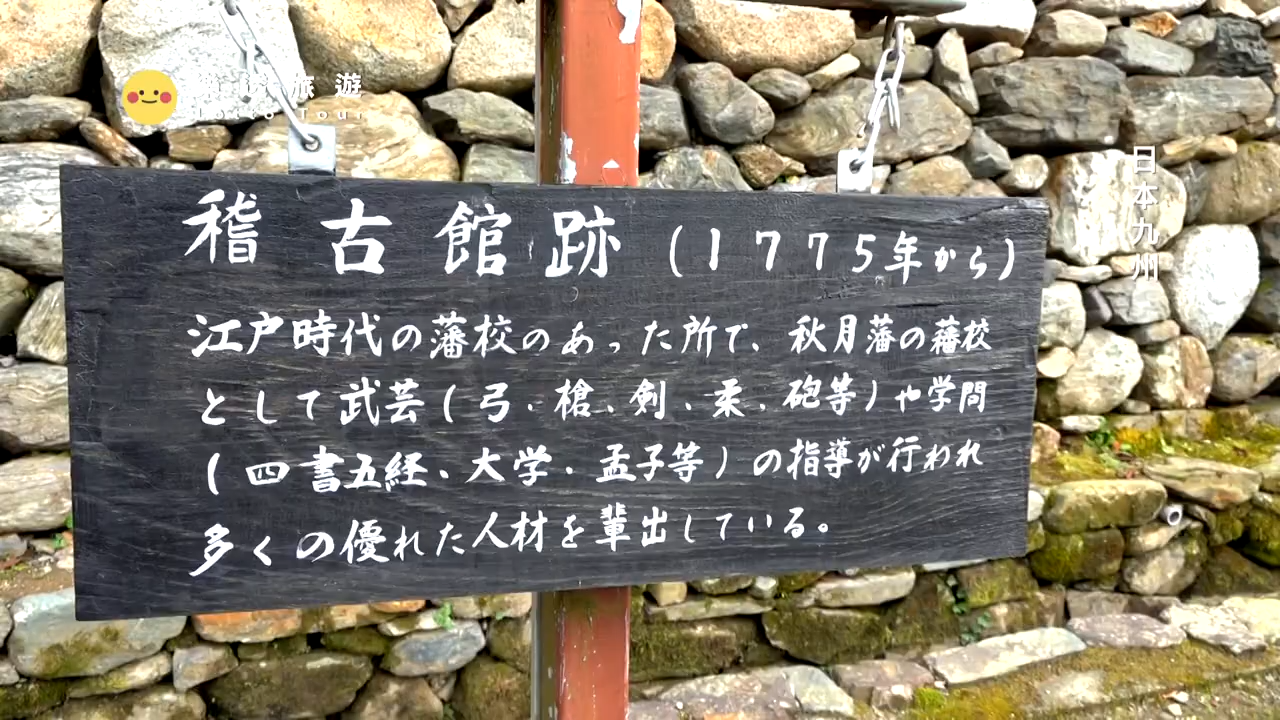 旅遊
Tour
稽古館跡(1775年から)
江戸時代の藩校のあった所で、秋月藩の藩校
として武芸(弓、槍、剣、柔、砲等)や学問
(四書五経、大学、孟子等)の指導が行われ
多くの優れた人材を輩出している。
日本九州